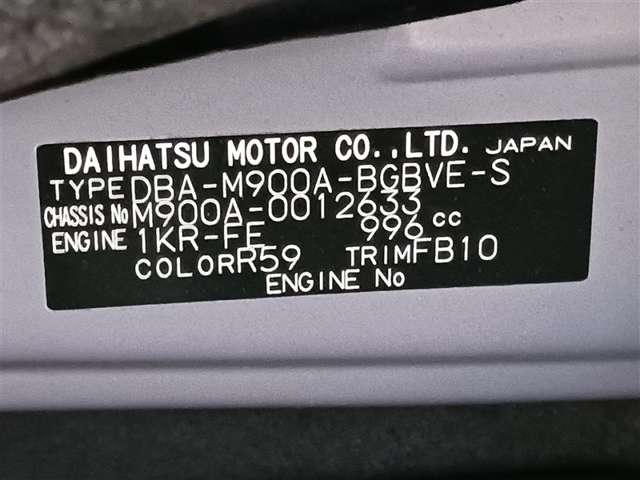 DAIHATSU MOTOR CO.,LTD. JAPAN
TYPE DBA-M900A-BGBVE-S
CHASSIS No M900A-0012633
ENGINE 1KR-FE 996 cc
COLOR R59 TRIM FB10
ENGINE No